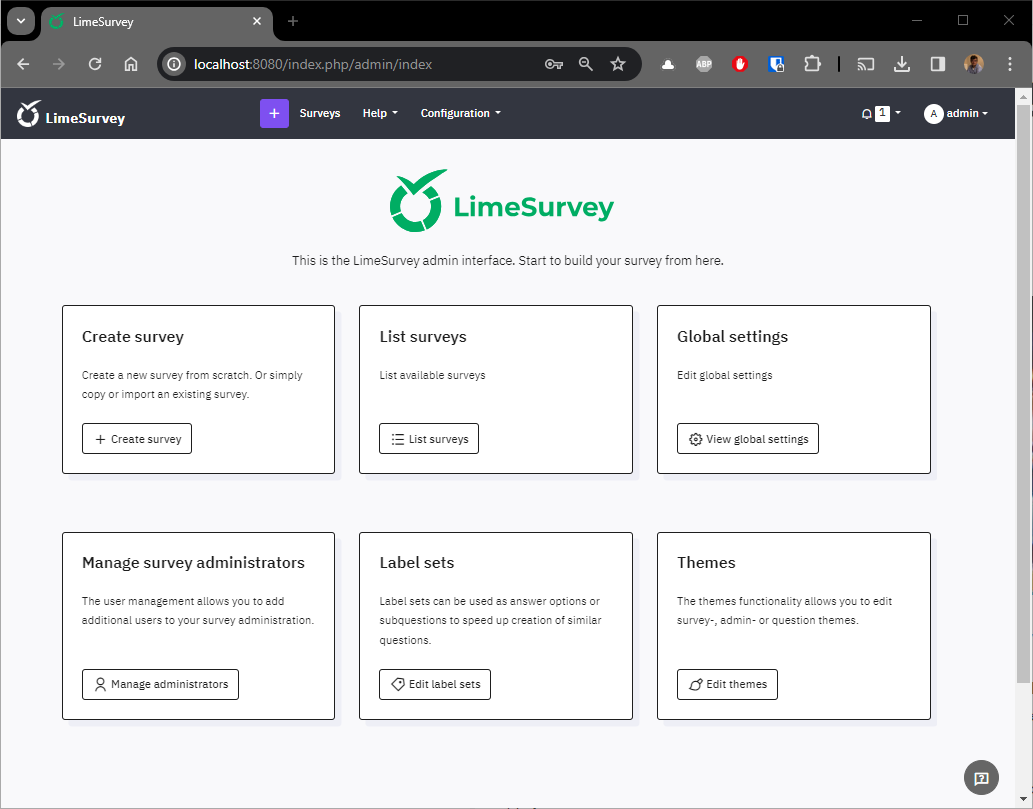 LimeSurvey
localhost:8080/index.php/admin/index
ABP
LimeSurvey
+ Surveys Help Configuration 1 A admin
LimeSurvey
This is the LimeSurvey admin interface. Start to build your survey from here.
Create survey
Create a new survey from scratch. Or simply
copy or import an existing survey.
+ Create survey
List surveys
List available surveys
List surveys
Global settings
Edit global settings
View global settings
Manage survey administrators
The user management allows you to add
additional users to your survey administration.
Manage administrators
Label sets
Label sets can be used as answer options or
subquestions to speed up creation of similar
questions.
Edit label sets
Themes
The themes functionality allows you to edit
survey-, admin- or question themes.
Edit themes